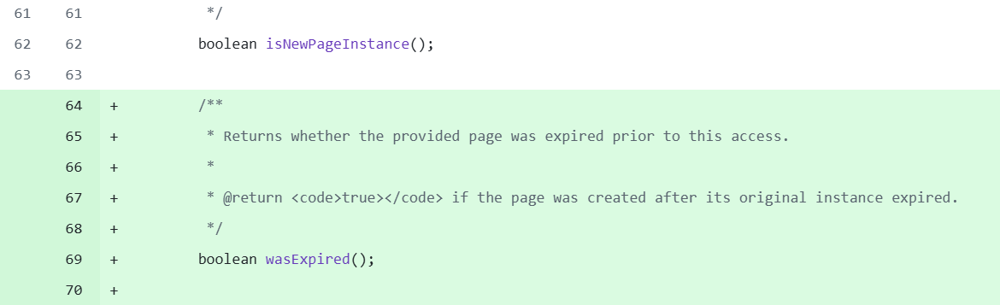 61 61 */
62 62 boolean isNewPageInstance();
63 63
64 + /**
65 + * Returns whether the provided page was expired prior to this access.
66 + *
67 + * @return <code>true></code> if the page was created after its original instance expired.
68 + */
69 + boolean wasExpired();
70 +